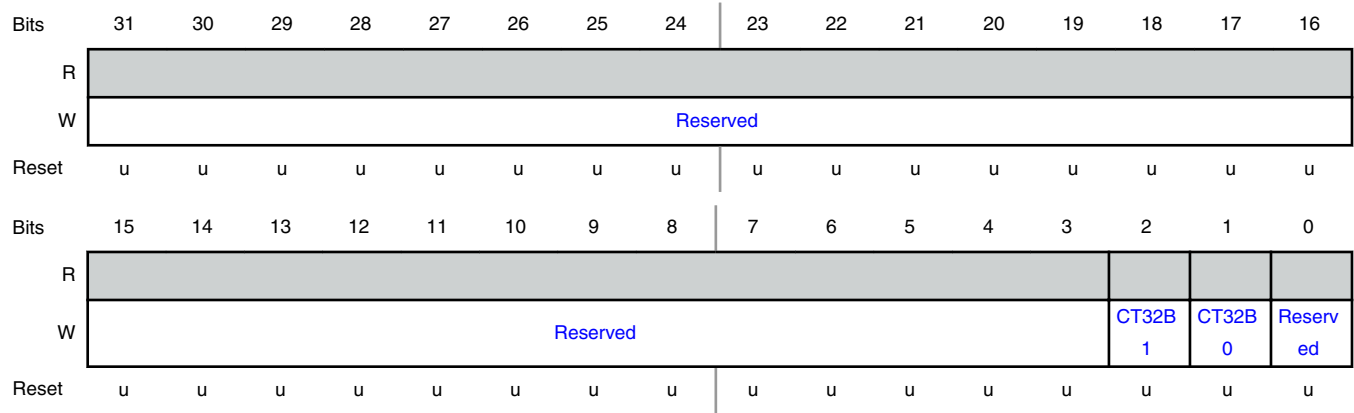 Bits 31 30 29 28 27 26 25 24 23 22 21 20 19 18 17 16
R
W Reserved
Reset u u u u u u u u u u u u u u u u
Bits 15 14 13 12 11 10 9 8 7 6 5 4 3 2 1 0
R
W Reserved CT32B 1 CT32B 0 Reserv ed
Reset u u u u u u u u u u u u u u u u